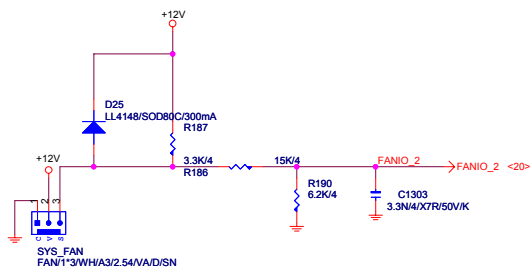 +12V
D25
LL4148/SOD80C/300mA
R187
3.3K/4
R186
15K/4
FANIO_2
FANIO_2 <20>
+12V
R190
6.2K/4
C1303
3.3N/4/X7R/50V/K
1
2
3
C V S
SYS_FAN
FAN/1*3/WH/A3/2.54/VA/D/SN